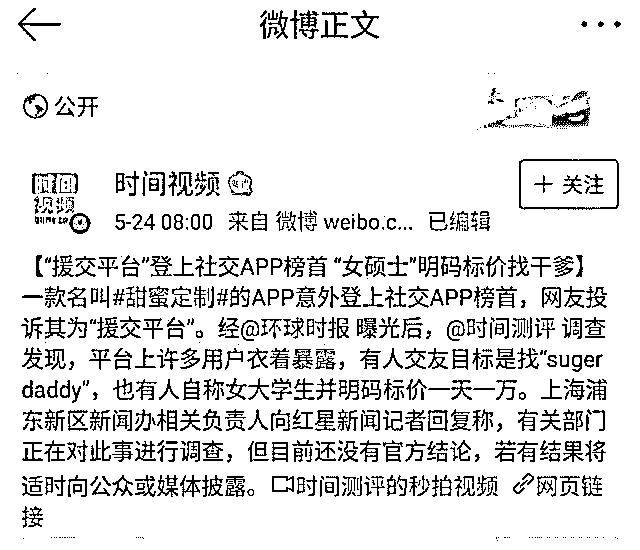 微博正文
公开
时间
视频
时间视频
+ 关注
5-24 08:00 来自 微博 weibo.c... 已编辑
【“援交平台”登上社交APP榜首 “女硕士”明码标价找干爹】
一款名叫#甜蜜定制#的APP意外登上社交APP榜首，网友投
诉其为“援交平台”。经@环球时报 曝光后，@时间测评 调查
发现，平台上许多用户衣着暴露，有人交友目标是找“suger
daddy”，也有人自称女大学生并明码标价一天一万。上海浦
东新区新闻办相关负责人向红星新闻记者回复称，有关部门
正在对此事进行调查，但目前还没有官方结论，若有结果将
适时向公众或媒体披露。时间测评的秒拍视频 网页链
接